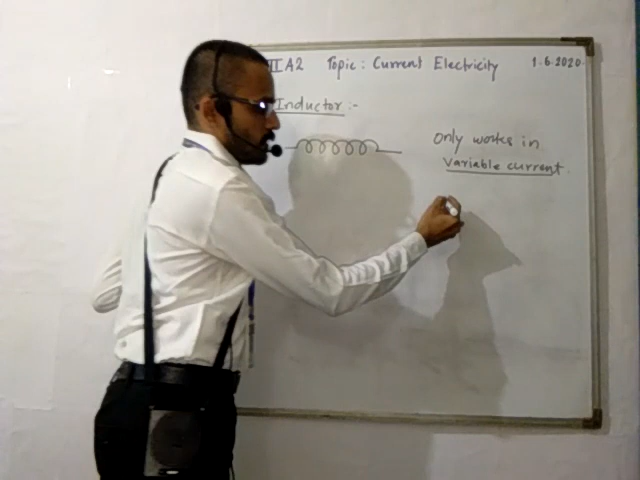 II A2 Topic: Current Electricity 1.6.2020
Inductor :-
Only works in
variable current.